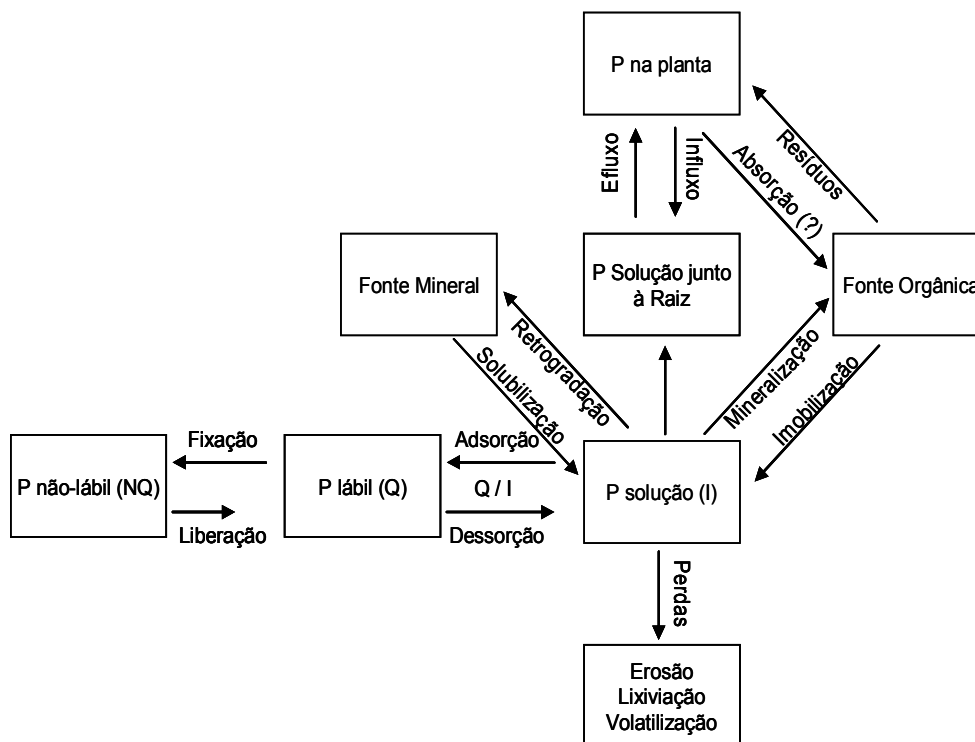 P na planta
Efluxo
Influxo
Absorção (?)
Resíduos
Fonte Mineral
P Solução junto
à Raiz
Fonte Orgânica
Retrogradação
Solubilização
Mineralização
Imobilização
P não-lábil (NQ)
Fixação
Liberação
P lábil (Q)
Adsorção
Q / I
Dessorção
P solução (I)
Perdas
Erosão
Lixiviação
Volatilização